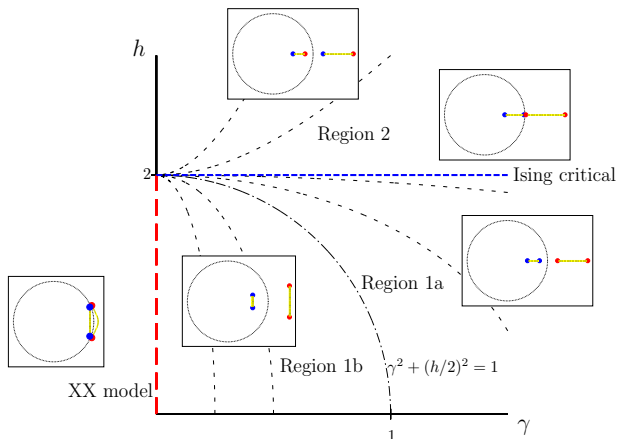 h
Region 2
2
Ising critical
Region 1a
Region 1b
γ² + (h/2)² = 1
XX model
1
γ